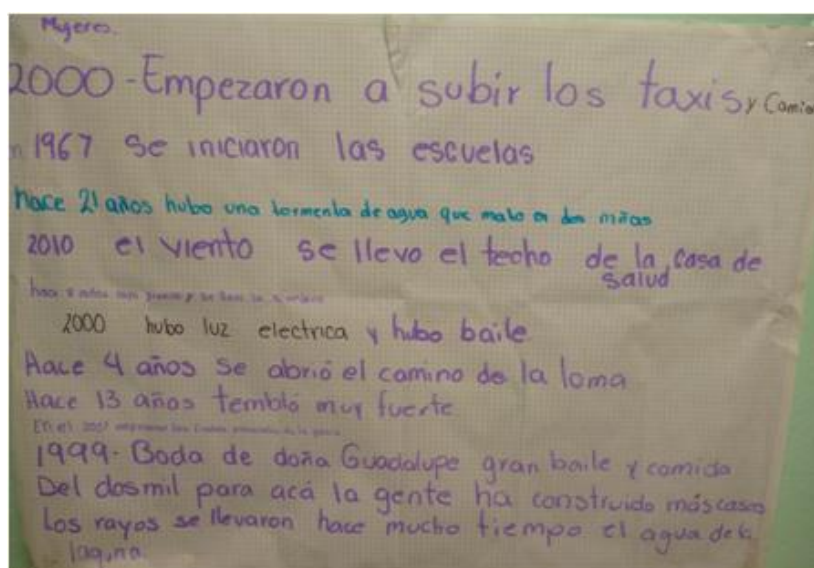 Mujeres.
2000 - Empezaron a subir los taxis y
1967 se iniciaron las escuelas
hace 21 años hubo una tormenta de agua que mato a dos niñas
2010 el viento se llevo el techo de la casa de
salud
hace
2000 hubo luz electrica y hubo baile
Hace 4 años se abrió el camino de la loma
Hace 13 años tembló muy fuerte
En el
1999 - Boda de doña Guadalupe gran baile y comida
Del dosmil para acá la gente ha construido más casas
Los rayos se llevaron hace mucho tiempo el agua de la
laguna